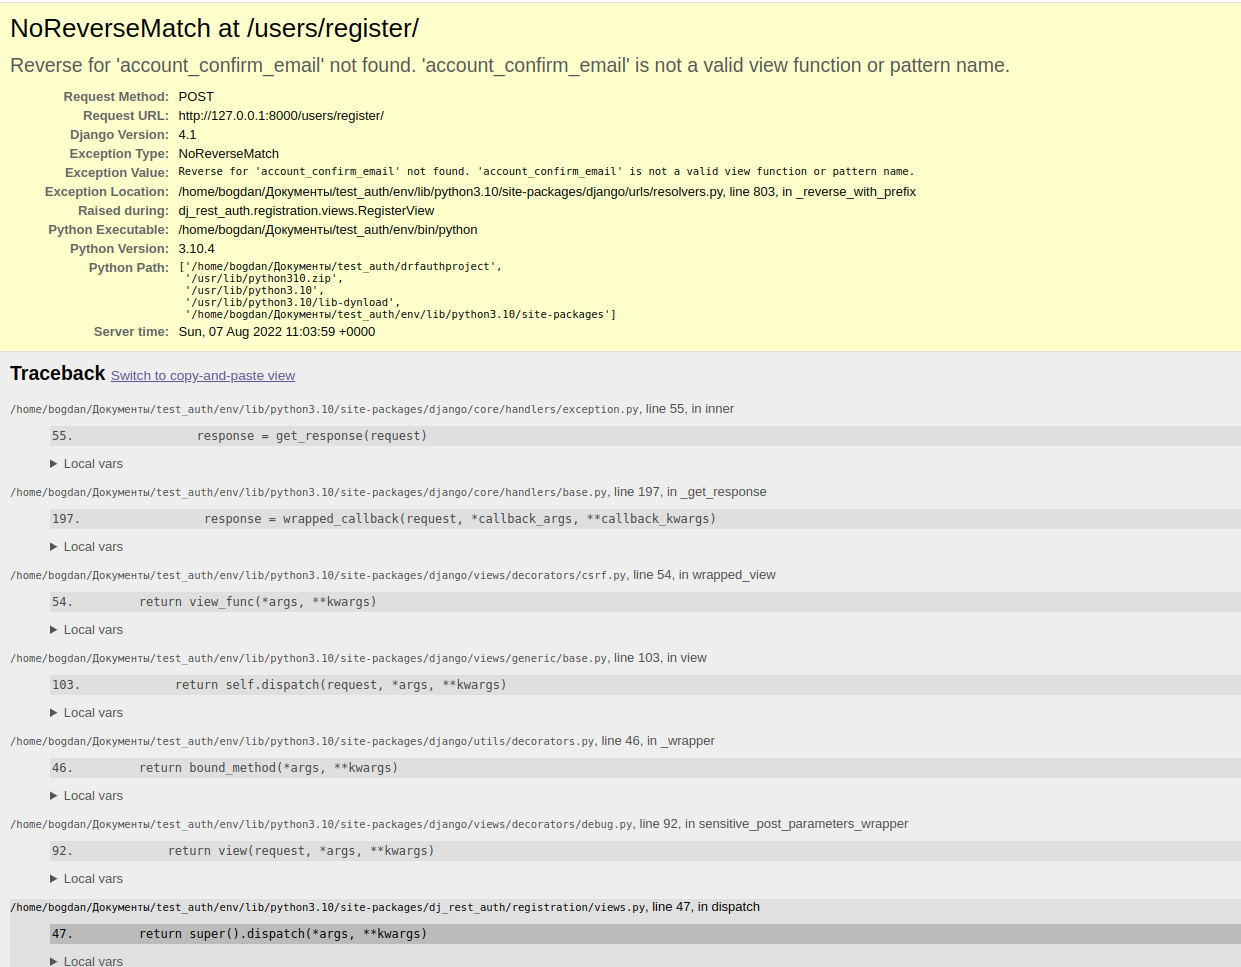 NoReverseMatch at /users/register/
Reverse for 'account_confirm_email' not found. 'account_confirm_email' is not a valid view function or pattern name.
Request Method: POST
Request URL: http://127.0.0.1:8000/users/register/
Django Version: 4.1
Exception Type: NoReverseMatch
Exception Value: Reverse for 'account_confirm_email' not found. 'account_confirm_email' is not a valid view function or pattern name.
Exception Location: /home/bogdan/Документы/test_auth/env/lib/python3.10/site-packages/django/urls/resolvers.py, line 803, in _reverse_with_prefix
Raised during: dj_rest_auth.registration.views.RegisterView
Python Executable: /home/bogdan/Документы/test_auth/env/bin/python
Python Version: 3.10.4
Python Path: ['/home/bogdan/Документы/test_auth/drfauthproject',
'/usr/lib/python310.zip',
'/usr/lib/python3.10',
'/usr/lib/python3.10/lib-dynload',
'/home/bogdan/Документы/test_auth/env/lib/python3.10/site-packages']
Server time: Sun, 07 Aug 2022 11:03:59 +0000
Traceback Switch to copy-and-paste view
/home/bogdan/Документы/test_auth/env/lib/python3.10/site-packages/django/core/handlers/exception.py, line 55, in inner
55. response = get_response(request)
▶ Local vars
/home/bogdan/Документы/test_auth/env/lib/python3.10/site-packages/django/core/handlers/base.py, line 197, in _get_response
197. response = wrapped_callback(request, *callback_args, **callback_kwargs)
▶ Local vars
/home/bogdan/Документы/test_auth/env/lib/python3.10/site-packages/django/views/decorators/csrf.py, line 54, in wrapped_view
54. return view_func(*args, **kwargs)
▶ Local vars
/home/bogdan/Документы/test_auth/env/lib/python3.10/site-packages/django/views/generic/base.py, line 103, in view
103. return self.dispatch(request, *args, **kwargs)
▶ Local vars
/home/bogdan/Документы/test_auth/env/lib/python3.10/site-packages/django/utils/decorators.py, line 46, in _wrapper
46. return bound_method(*args, **kwargs)
▶ Local vars
/home/bogdan/Документы/test_auth/env/lib/python3.10/site-packages/django/views/decorators/debug.py, line 92, in sensitive_post_parameters_wrapper
92. return view(request, *args, **kwargs)
▶ Local vars
/home/bogdan/Документы/test_auth/env/lib/python3.10/site-packages/dj_rest_auth/registration/views.py, line 47, in dispatch
47. return super().dispatch(*args, **kwargs)
▶ Local vars